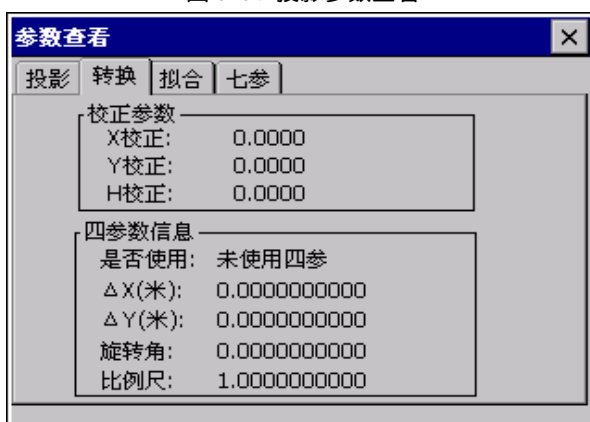 参数查看
投影 转换 拟合 七参
校正参数
X校正: 0.0000
Y校正: 0.0000
H校正: 0.0000
四参数信息
是否使用: 未使用四参
△X(米): 0.0000000000
△Y(米): 0.0000000000
旋转角: 0.0000000000
比例尺: 1.0000000000